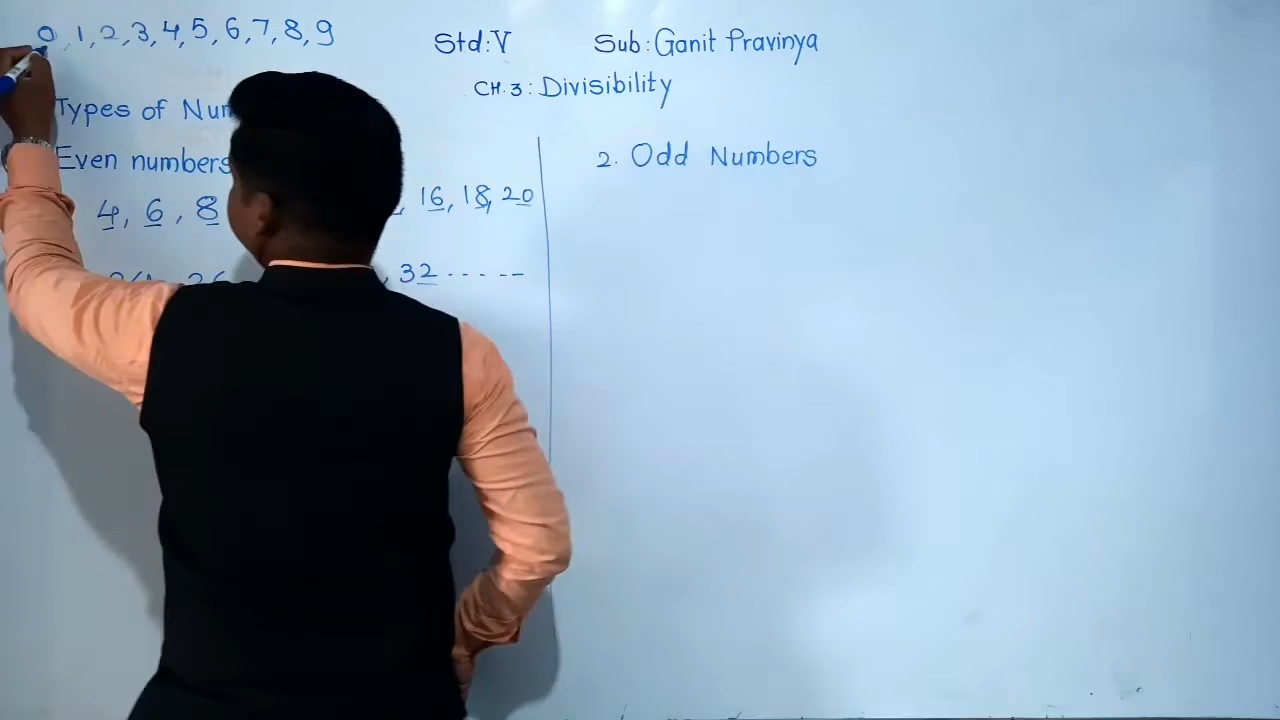 0, 1, 2, 3, 4, 5, 6, 7, 8, 9
Std: V Sub: Ganit Pravinya
CH. 3: Divisibility
Types of
Even numbers
4, 6, 8 16, 18, 20
32 ......
2. Odd Numbers